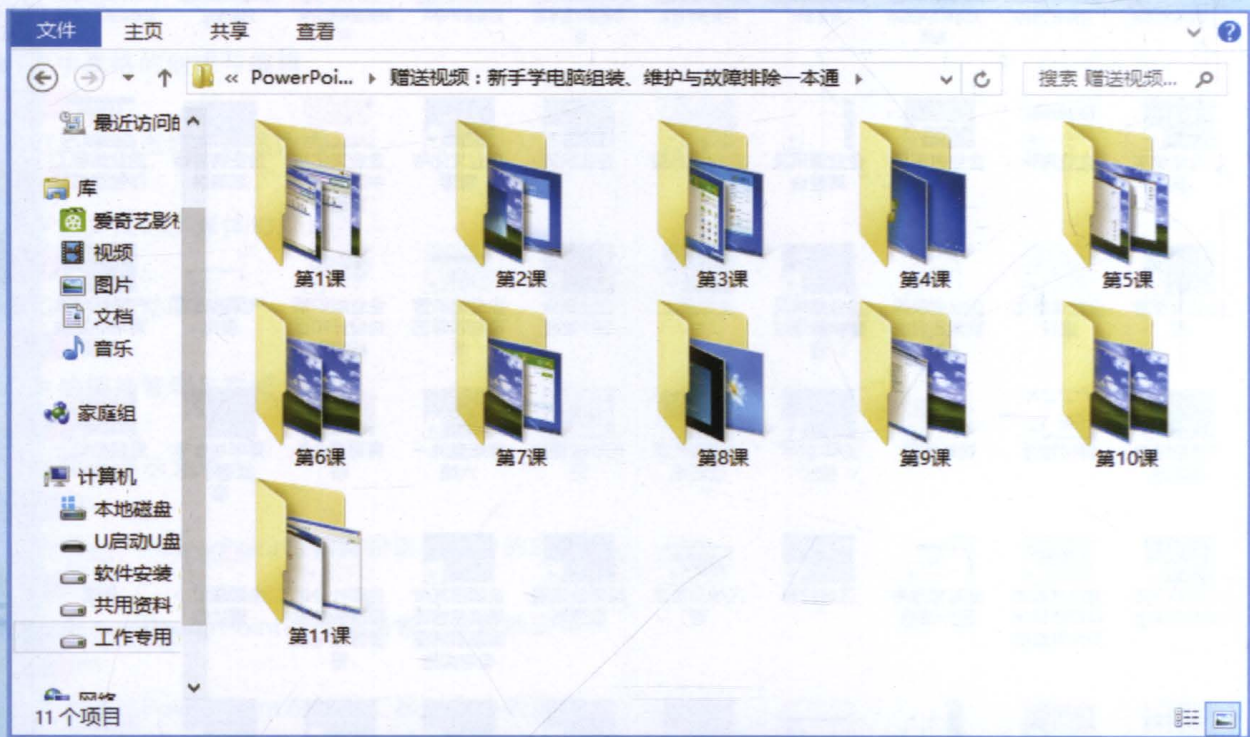 文件 主页 共享 查看
« PowerPoi... 赠送视频：新手学电脑组装、维护与故障排除一本通
搜索 赠送视频...
最近访问的
库
爱奇艺影视
视频
图片
文档
音乐
家庭组
计算机
本地磁盘
U启动U盘
软件安装
共用资料
工作专用
网络
第1课 第2课 第3课 第4课 第5课
第6课 第7课 第8课 第9课 第10课
第11课
11 个项目